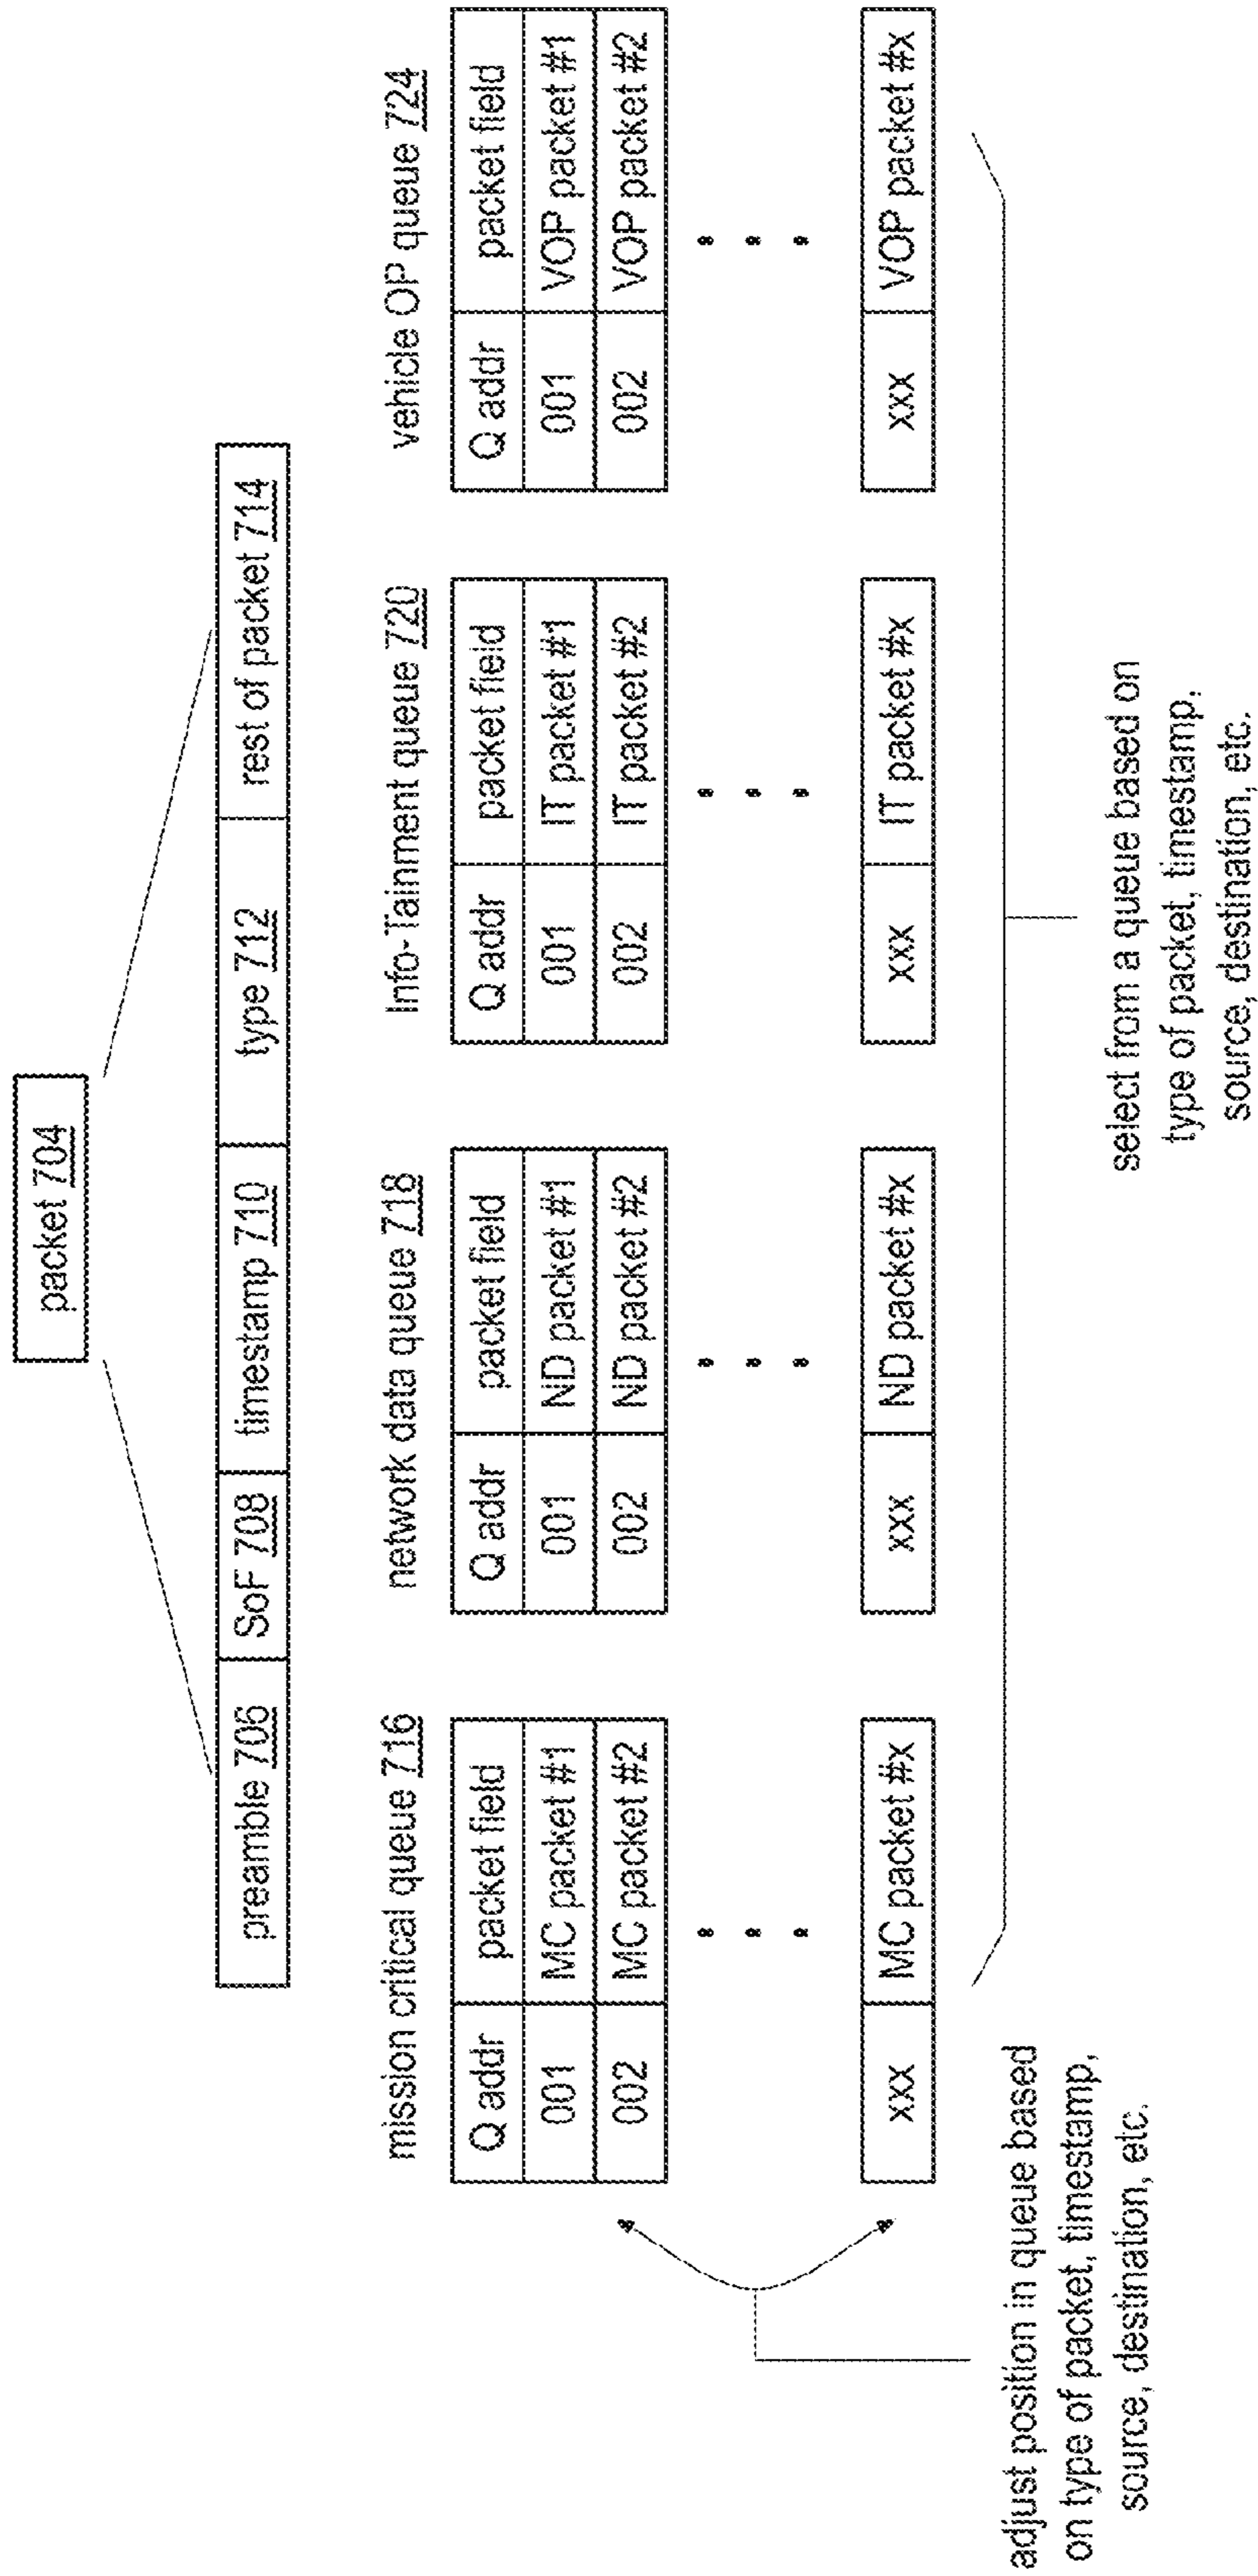 packet 704
preamble 706 SoF 708 timestamp 710 type 712 rest of packet 714
mission critical queue 716
Q addr packet field
001 MC packet #1
002 MC packet #2
xxx MC packet #x
network data queue 718
Q addr packet field
001 ND packet #1
002 ND packet #2
xxx ND packet #x
Info-Tainment queue 720
Q addr packet field
001 IT packet #1
002 IT packet #2
xxx IT packet #x
vehicle OP queue 724
Q addr packet field
001 VOP packet #1
002 VOP packet #2
xxx VOP packet #x
adjust position in queue based
on type of packet, timestamp,
source, destination, etc.
select from a queue based on
type of packet, timestamp,
source, destination, etc.